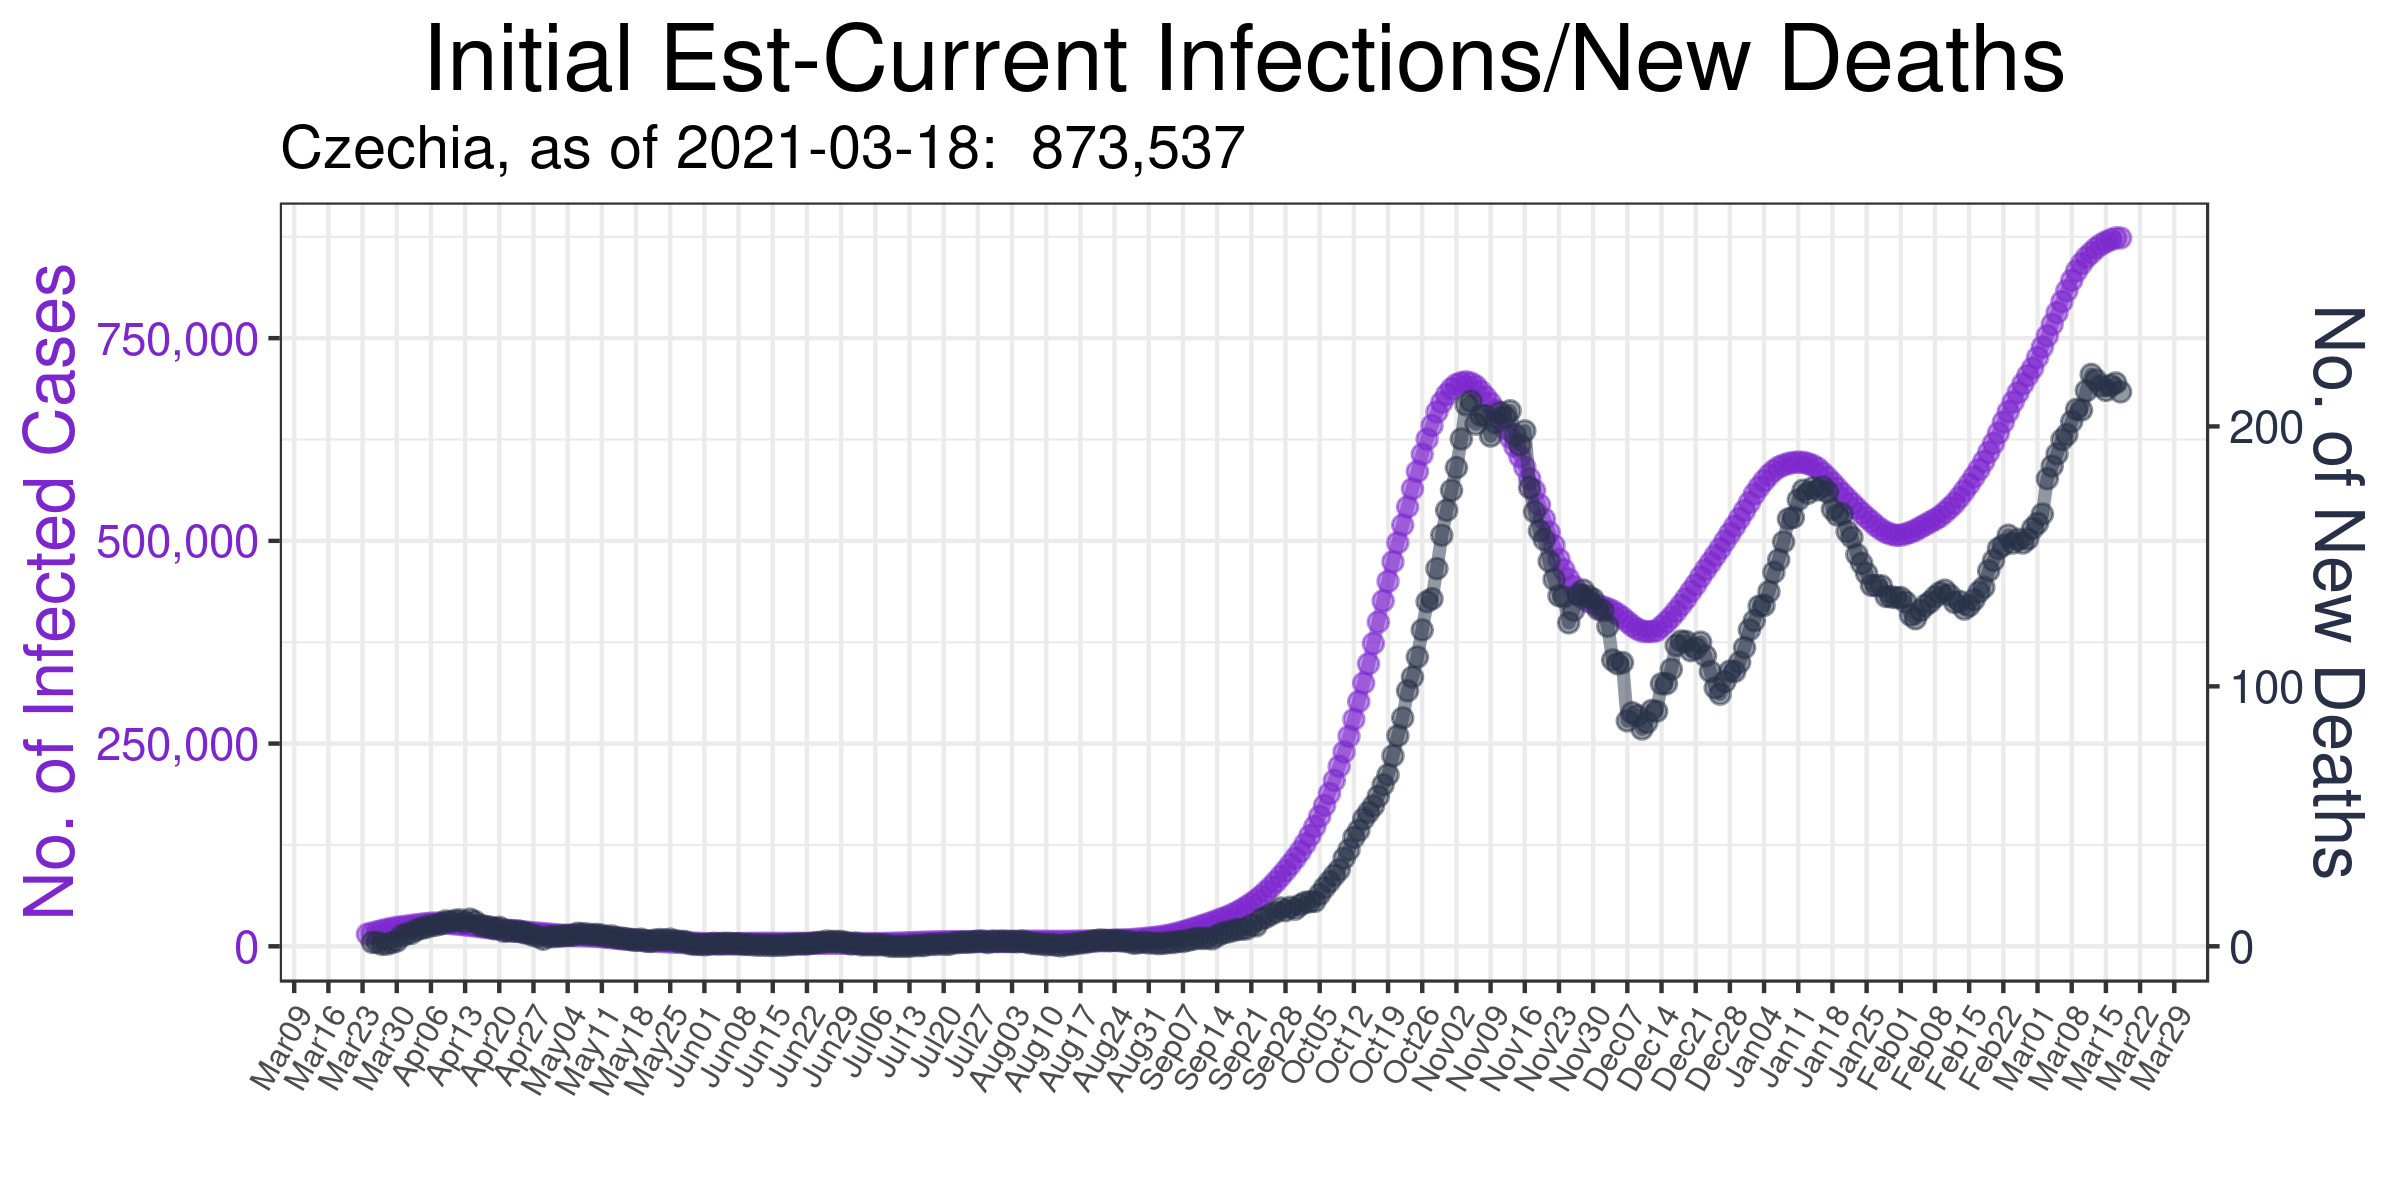 Initial Est-Current Infections/New Deaths
Czechia, as of 2021-03-18:  873,537
No. of Infected Cases
750,000
500,000
250,000
0
200
100
0
No. of New Deaths
Mar09
Mar16
Mar23
Mar30
Apr06
Apr13
Apr20
Apr27
May04
May11
May18
May25
Jun01
Jun08
Jun15
Jun22
Jun29
Jul06
Jul13
Jul20
Jul27
Aug03
Aug10
Aug17
Aug24
Aug31
Sep07
Sep14
Sep21
Sep28
Oct05
Oct12
Oct19
Oct26
Nov02
Nov09
Nov16
Nov23
Nov30
Dec07
Dec14
Dec21
Dec28
Jan04
Jan11
Jan18
Jan25
Feb01
Feb08
Feb15
Feb22
Mar01
Mar08
Mar15
Mar22
Mar29